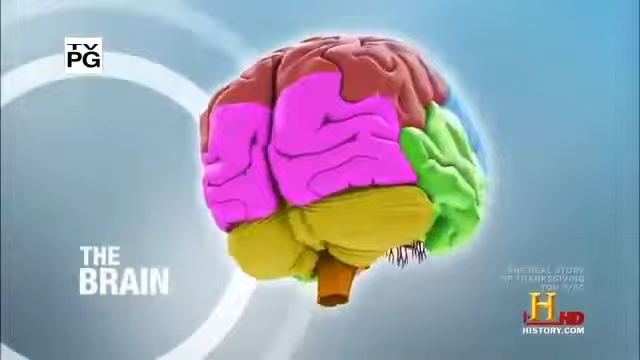 TV
PG
THE
BRAIN
THE REAL STORY
OF THANKSGIVING
H HD
HISTORY.COM